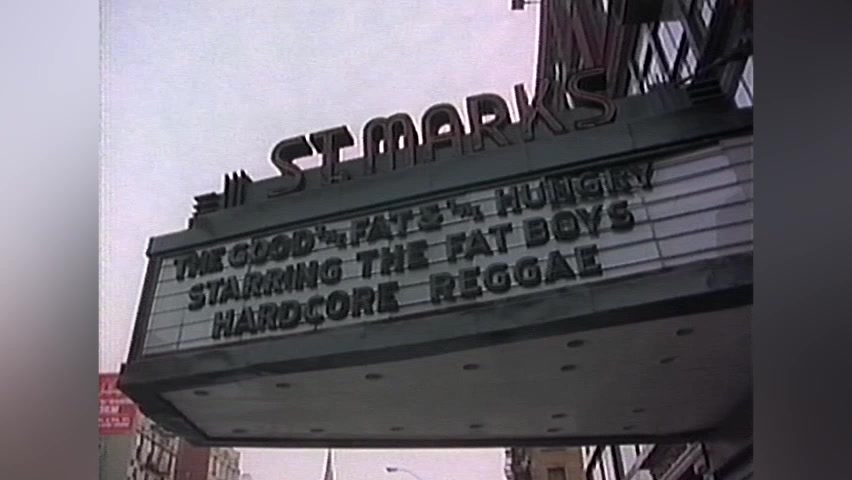 ST. MARKS
THE GOOD THE FAT & THE HUNGRY
STARRING THE FAT BOYS
HARDCORE REGGAE